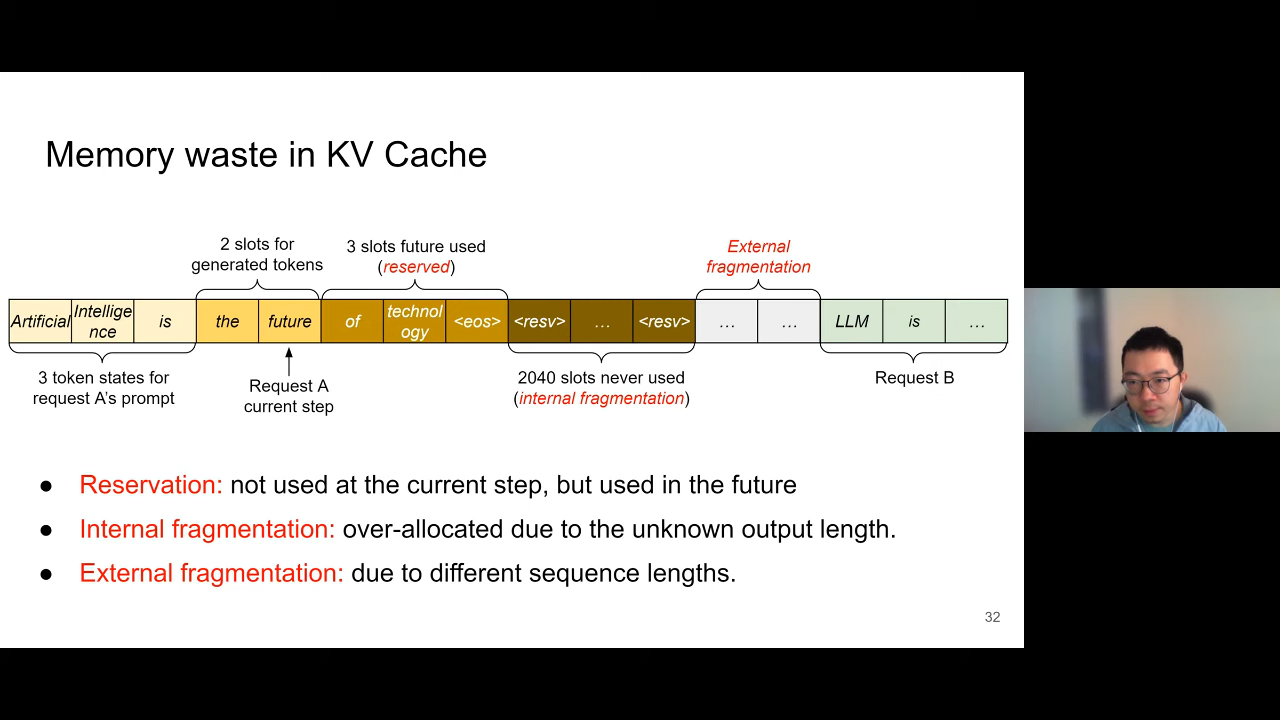 Memory waste in KV Cache
2 slots for
generated tokens
3 slots future used
(reserved)
External
fragmentation
Artificial Intellige is the future of technol <eos> <resv> … <resv> … … LLM is …
nce ogy
3 token states for
request A's prompt
Request A
current step
2040 slots never used
(internal fragmentation)
Request B
● Reservation: not used at the current step, but used in the future
● Internal fragmentation: over-allocated due to the unknown output length.
● External fragmentation: due to different sequence lengths.
32